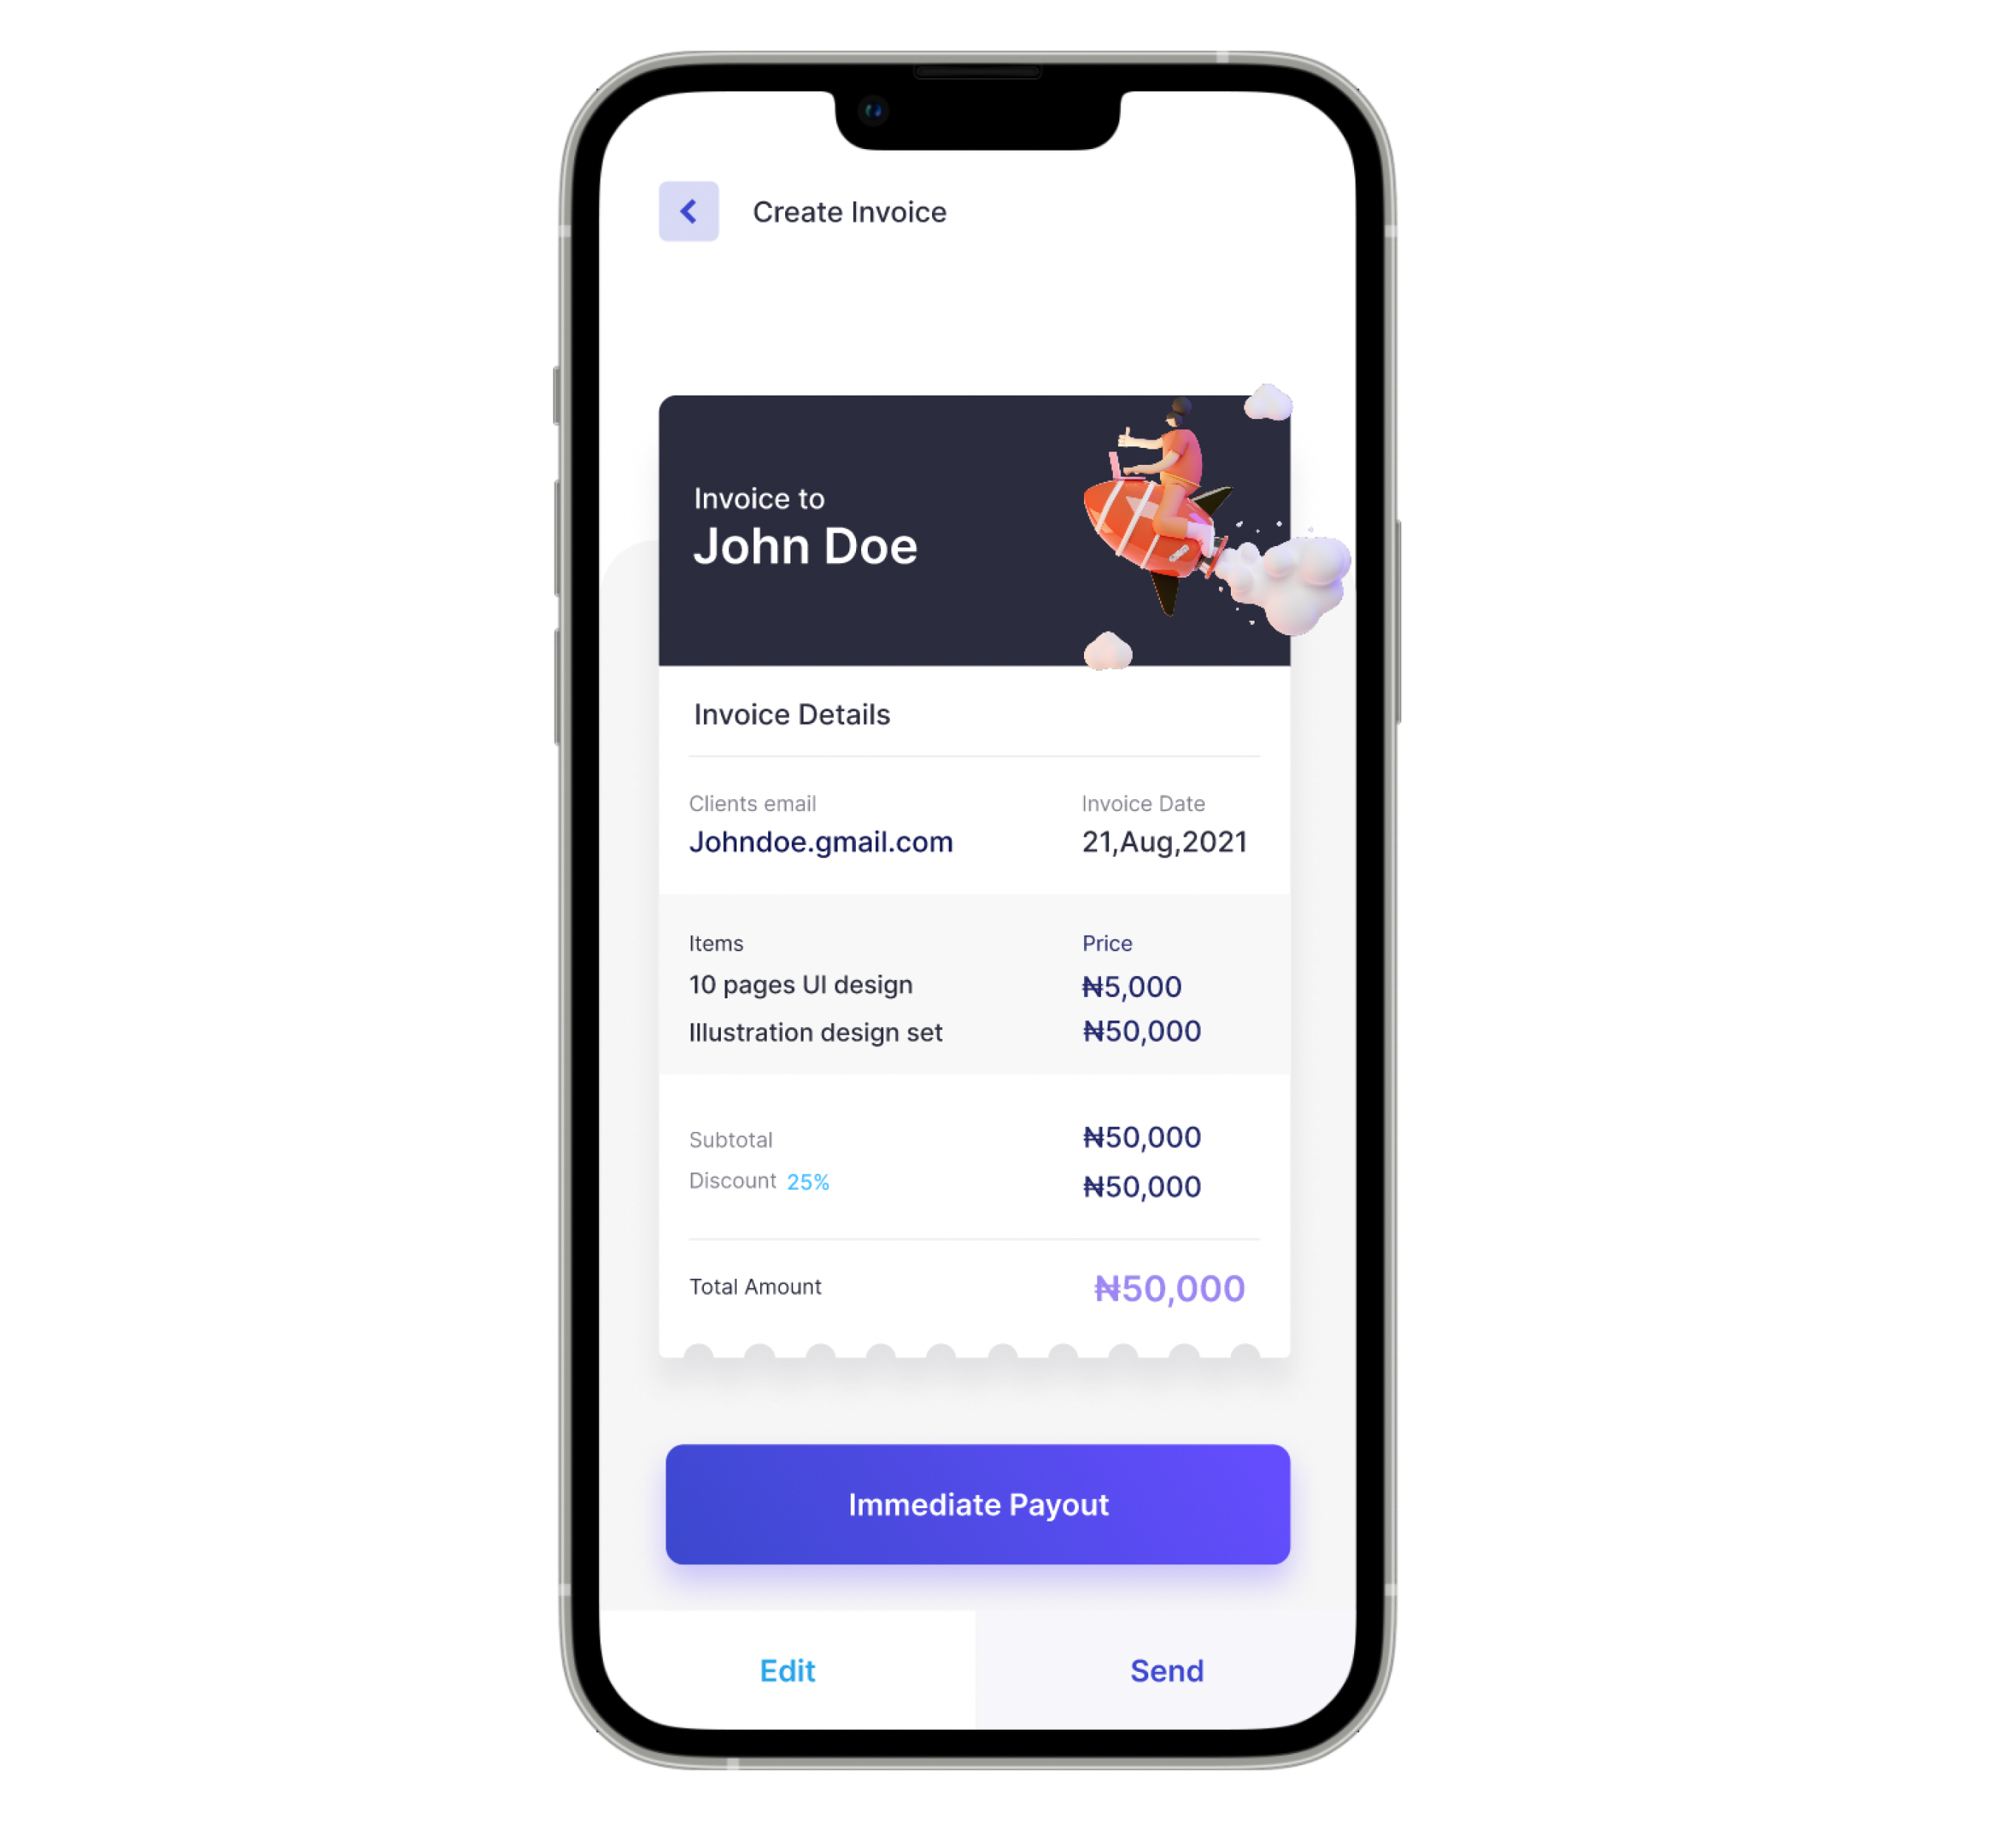 Create Invoice
Invoice to
John Doe
Invoice Details
Clients email Invoice Date
Johndoe.gmail.com 21,Aug,2021
Items Price
10 pages UI design ₦5,000
Illustration design set ₦50,000
Subtotal ₦50,000
Discount 25% ₦50,000
Total Amount ₦50,000
Immediate Payout
Edit Send